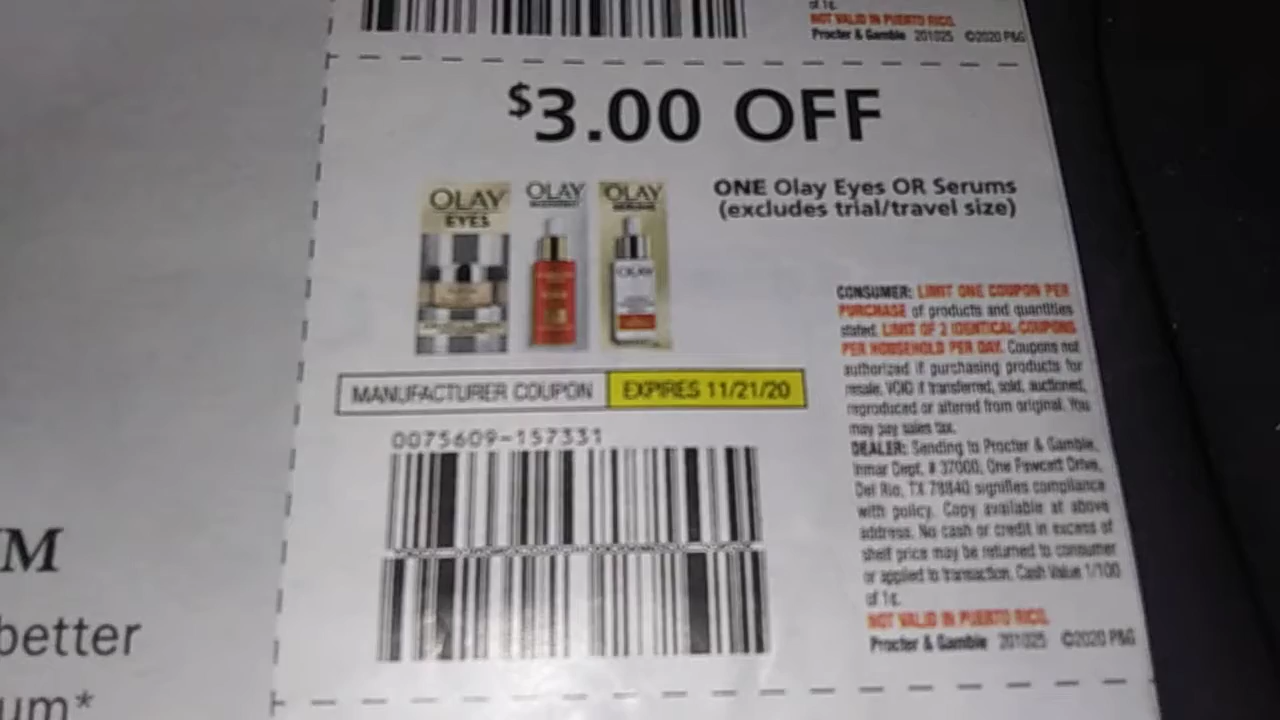 of 1¢.
NOT VALID IN PUERTO RICO.
Procter & Gamble 201025 ©2020 P&G
$3.00 OFF
OLAY
EYES
OLAY
OLAY
SERUM
OLAY
ONE Olay Eyes OR Serums
(excludes trial/travel size)
MANUFACTURER COUPON EXPIRES 11/21/20
0075609-157331
CONSUMER: LIMIT ONE COUPON PER
PURCHASE of products and quantities
stated. LIMIT OF 2 IDENTICAL COUPONS
PER HOUSEHOLD PER DAY. Coupons not
authorized if purchasing products for
resale. VOID if transferred, sold, auctioned,
reproduced or altered from original. You
may pay sales tax.
DEALER: Sending to Procter & Gamble,
Inmar Dept. # 37000, One Fawcett Drive,
Del Rio, TX 78840 signifies compliance
with policy. Copy available at above
address. No cash or credit in excess of
shelf price may be returned to consumer
or applied to transaction. Cash Value 1/100
of 1¢.
NOT VALID IN PUERTO RICO.
Procter & Gamble 201025 ©2020 P&G
M
better
um*